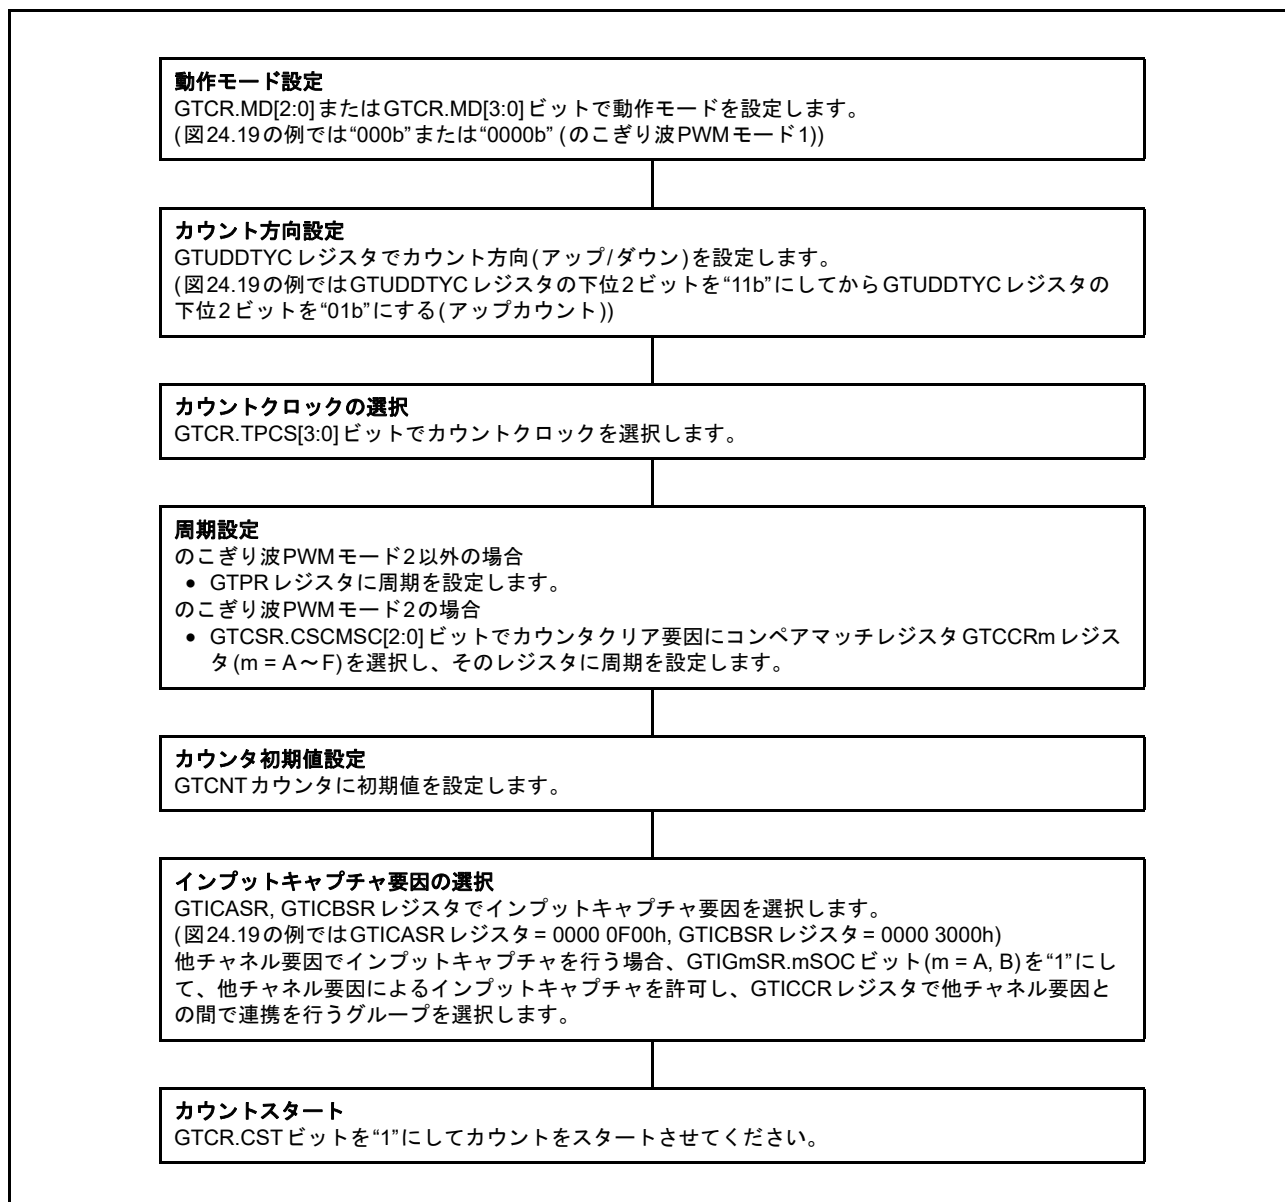 動作モード設定
GTCR.MD[2:0]またはGTCR.MD[3:0]ビットで動作モードを設定します。
(図24.19の例では“000b”または“0000b” (のこぎり波PWMモード1))
カウント方向設定
GTUDDTYCレジスタでカウント方向(アップ/ダウン)を設定します。
(図24.19の例ではGTUDDTYCレジスタの下位2ビットを“11b”にしてからGTUDDTYCレジスタの
下位2ビットを“01b”にする(アップカウント))
カウントクロックの選択
GTCR.TPCS[3:0]ビットでカウントクロックを選択します。
周期設定
のこぎり波PWMモード2以外の場合
• GTPRレジスタに周期を設定します。
のこぎり波PWMモード2の場合
• GTCSR.CSCMSC[2:0]ビットでカウンタクリア要因にコンペアマッチレジスタGTCCRmレジス
タ(m = A～F)を選択し、そのレジスタに周期を設定します。
カウンタ初期値設定
GTCNTカウンタに初期値を設定します。
インプットキャプチャ要因の選択
GTICASR, GTICBSRレジスタでインプットキャプチャ要因を選択します。
(図24.19の例ではGTICASRレジスタ= 0000 0F00h, GTICBSRレジスタ= 0000 3000h)
他チャネル要因でインプットキャプチャを行う場合、GTIGmSR.mSOCビット(m = A, B)を“1”にし
て、他チャネル要因によるインプットキャプチャを許可し、GTICCRレジスタで他チャネル要因と
の間で連携を行うグループを選択します。
カウントスタート
GTCR.CSTビットを“1”にしてカウントをスタートさせてください。